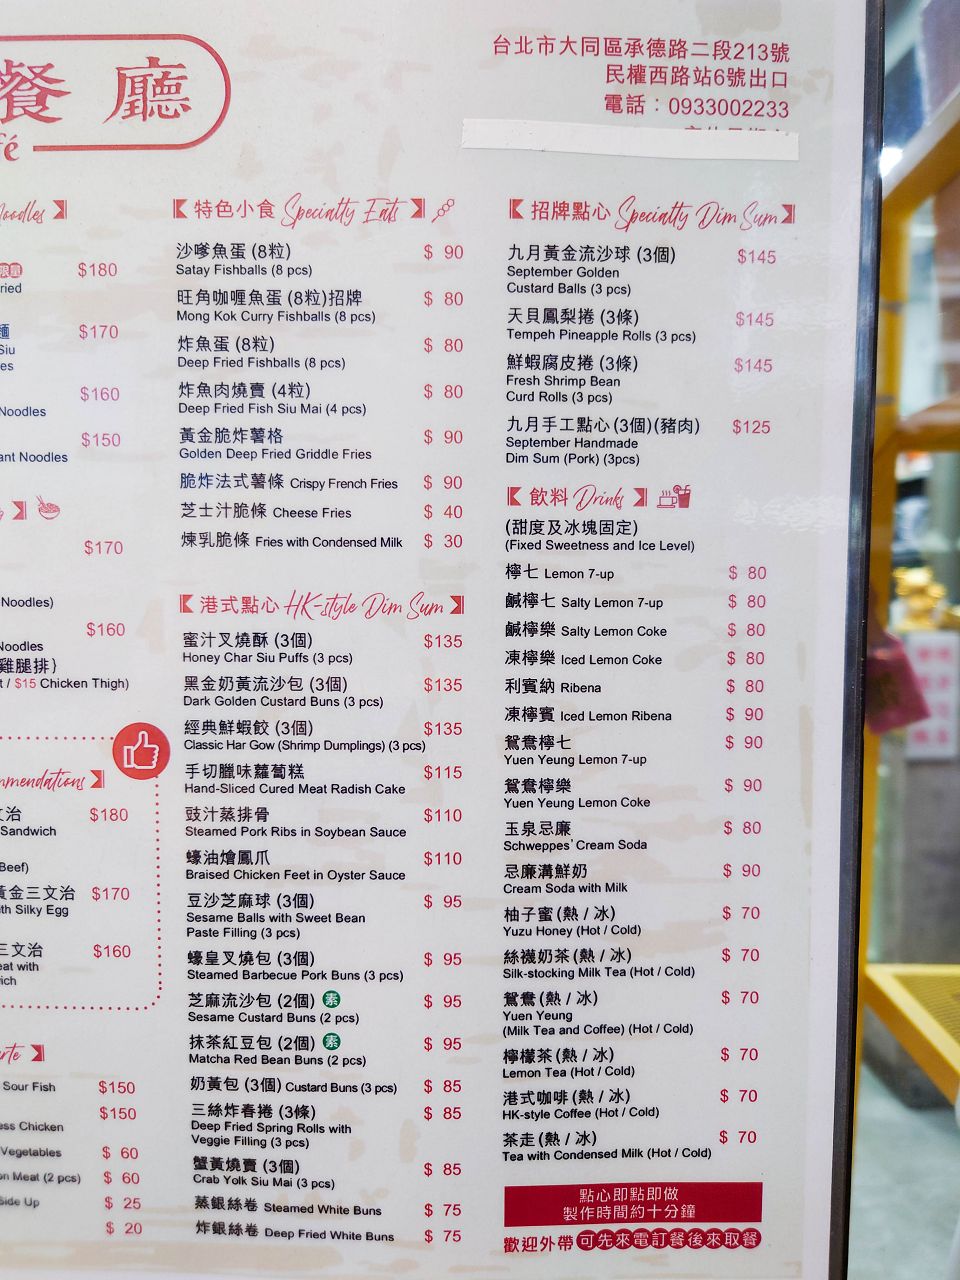 餐廳
fé
台北市大同區承德路二段213號
民權西路站6號出口
電話：0933002233
Noodles
$180
ried
麵 $170
Siu
es
$160
Noodles
$150
ant Noodles
$170
Noodles)
$160
Noodles
雞腿排)
t / $15 Chicken Thigh)
mmendations
治 $180
Sandwich
Beef)
黃金三文治 $170
th Silky Egg
三文治 $160
eat with
ich
rte
Sour Fish $150
$150
ess Chicken
Vegetables $ 60
on Meat (2 pcs) $ 60
Side Up $ 25
$ 20
特色小食 Specialty Eats
沙嗲魚蛋 (8粒) $ 90
Satay Fishballs (8 pcs)
旺角咖喱魚蛋 (8粒)招牌 $ 80
Mong Kok Curry Fishballs (8 pcs)
炸魚蛋 (8粒) $ 80
Deep Fried Fishballs (8 pcs)
炸魚肉燒賣 (4粒) $ 80
Deep Fried Fish Siu Mai (4 pcs)
黃金脆炸薯格 $ 90
Golden Deep Fried Griddle Fries
脆炸法式薯條 Crispy French Fries $ 90
芝士汁脆條 Cheese Fries $ 40
煉乳脆條 Fries with Condensed Milk $ 30
港式點心 HK-style Dim Sum
蜜汁叉燒酥 (3個) $135
Honey Char Siu Puffs (3 pcs)
黑金奶黃流沙包 (3個) $135
Dark Golden Custard Buns (3 pcs)
經典鮮蝦餃 (3個) $135
Classic Har Gow (Shrimp Dumplings) (3 pcs)
手切臘味蘿蔔糕 $115
Hand-Sliced Cured Meat Radish Cake
豉汁蒸排骨 $110
Steamed Pork Ribs in Soybean Sauce
蠔油燴鳳爪 $110
Braised Chicken Feet in Oyster Sauce
豆沙芝麻球 (3個) $ 95
Sesame Balls with Sweet Bean
Paste Filling (3 pcs)
蠔皇叉燒包 (3個) $ 95
Steamed Barbecue Pork Buns (3 pcs)
芝麻流沙包 (2個) 素 $ 95
Sesame Custard Buns (2 pcs)
抹茶紅豆包 (2個) 素 $ 95
Matcha Red Bean Buns (2 pcs)
奶黃包 (3個) Custard Buns (3 pcs) $ 85
三絲炸春捲 (3條) $ 85
Deep Fried Spring Rolls with
Veggie Filling (3 pcs)
蟹黃燒賣 (3個) $ 85
Crab Yolk Siu Mai (3 pcs)
蒸銀絲卷 Steamed White Buns $ 75
炸銀絲卷 Deep Fried White Buns $ 75
招牌點心 Specialty Dim Sum
九月黃金流沙球 (3個) $145
September Golden
Custard Balls (3 pcs)
天貝鳳梨捲 (3條) $145
Tempeh Pineapple Rolls (3 pcs)
鮮蝦腐皮捲 (3條) $145
Fresh Shrimp Bean
Curd Rolls (3 pcs)
九月手工點心 (3個)(豬肉) $125
September Handmade
Dim Sum (Pork) (3pcs)
飲料 Drinks
(甜度及冰塊固定)
(Fixed Sweetness and Ice Level)
檸七 Lemon 7-up $ 80
鹹檸七 Salty Lemon 7-up $ 80
鹹檸樂 Salty Lemon Coke $ 80
凍檸樂 Iced Lemon Coke $ 80
利賓納 Ribena $ 80
凍檸賓 Iced Lemon Ribena $ 90
鴛鴦檸七 $ 90
Yuen Yeung Lemon 7-up
鴛鴦檸樂 $ 90
Yuen Yeung Lemon Coke
玉泉忌廉 $ 80
Schweppes' Cream Soda
忌廉溝鮮奶 $ 90
Cream Soda with Milk
柚子蜜 (熱 / 冰) $ 70
Yuzu Honey (Hot / Cold)
絲襪奶茶 (熱 / 冰) $ 70
Silk-stocking Milk Tea (Hot / Cold)
鴛鴦 (熱 / 冰) $ 70
Yuen Yeung
(Milk Tea and Coffee) (Hot / Cold)
檸檬茶 (熱 / 冰) $ 70
Lemon Tea (Hot / Cold)
港式咖啡 (熱 / 冰) $ 70
HK-style Coffee (Hot / Cold)
茶走 (熱 / 冰) $ 70
Tea with Condensed Milk (Hot / Cold)
點心即點即做
製作時間約十分鐘
歡迎外帶 可先來電訂餐後來取餐